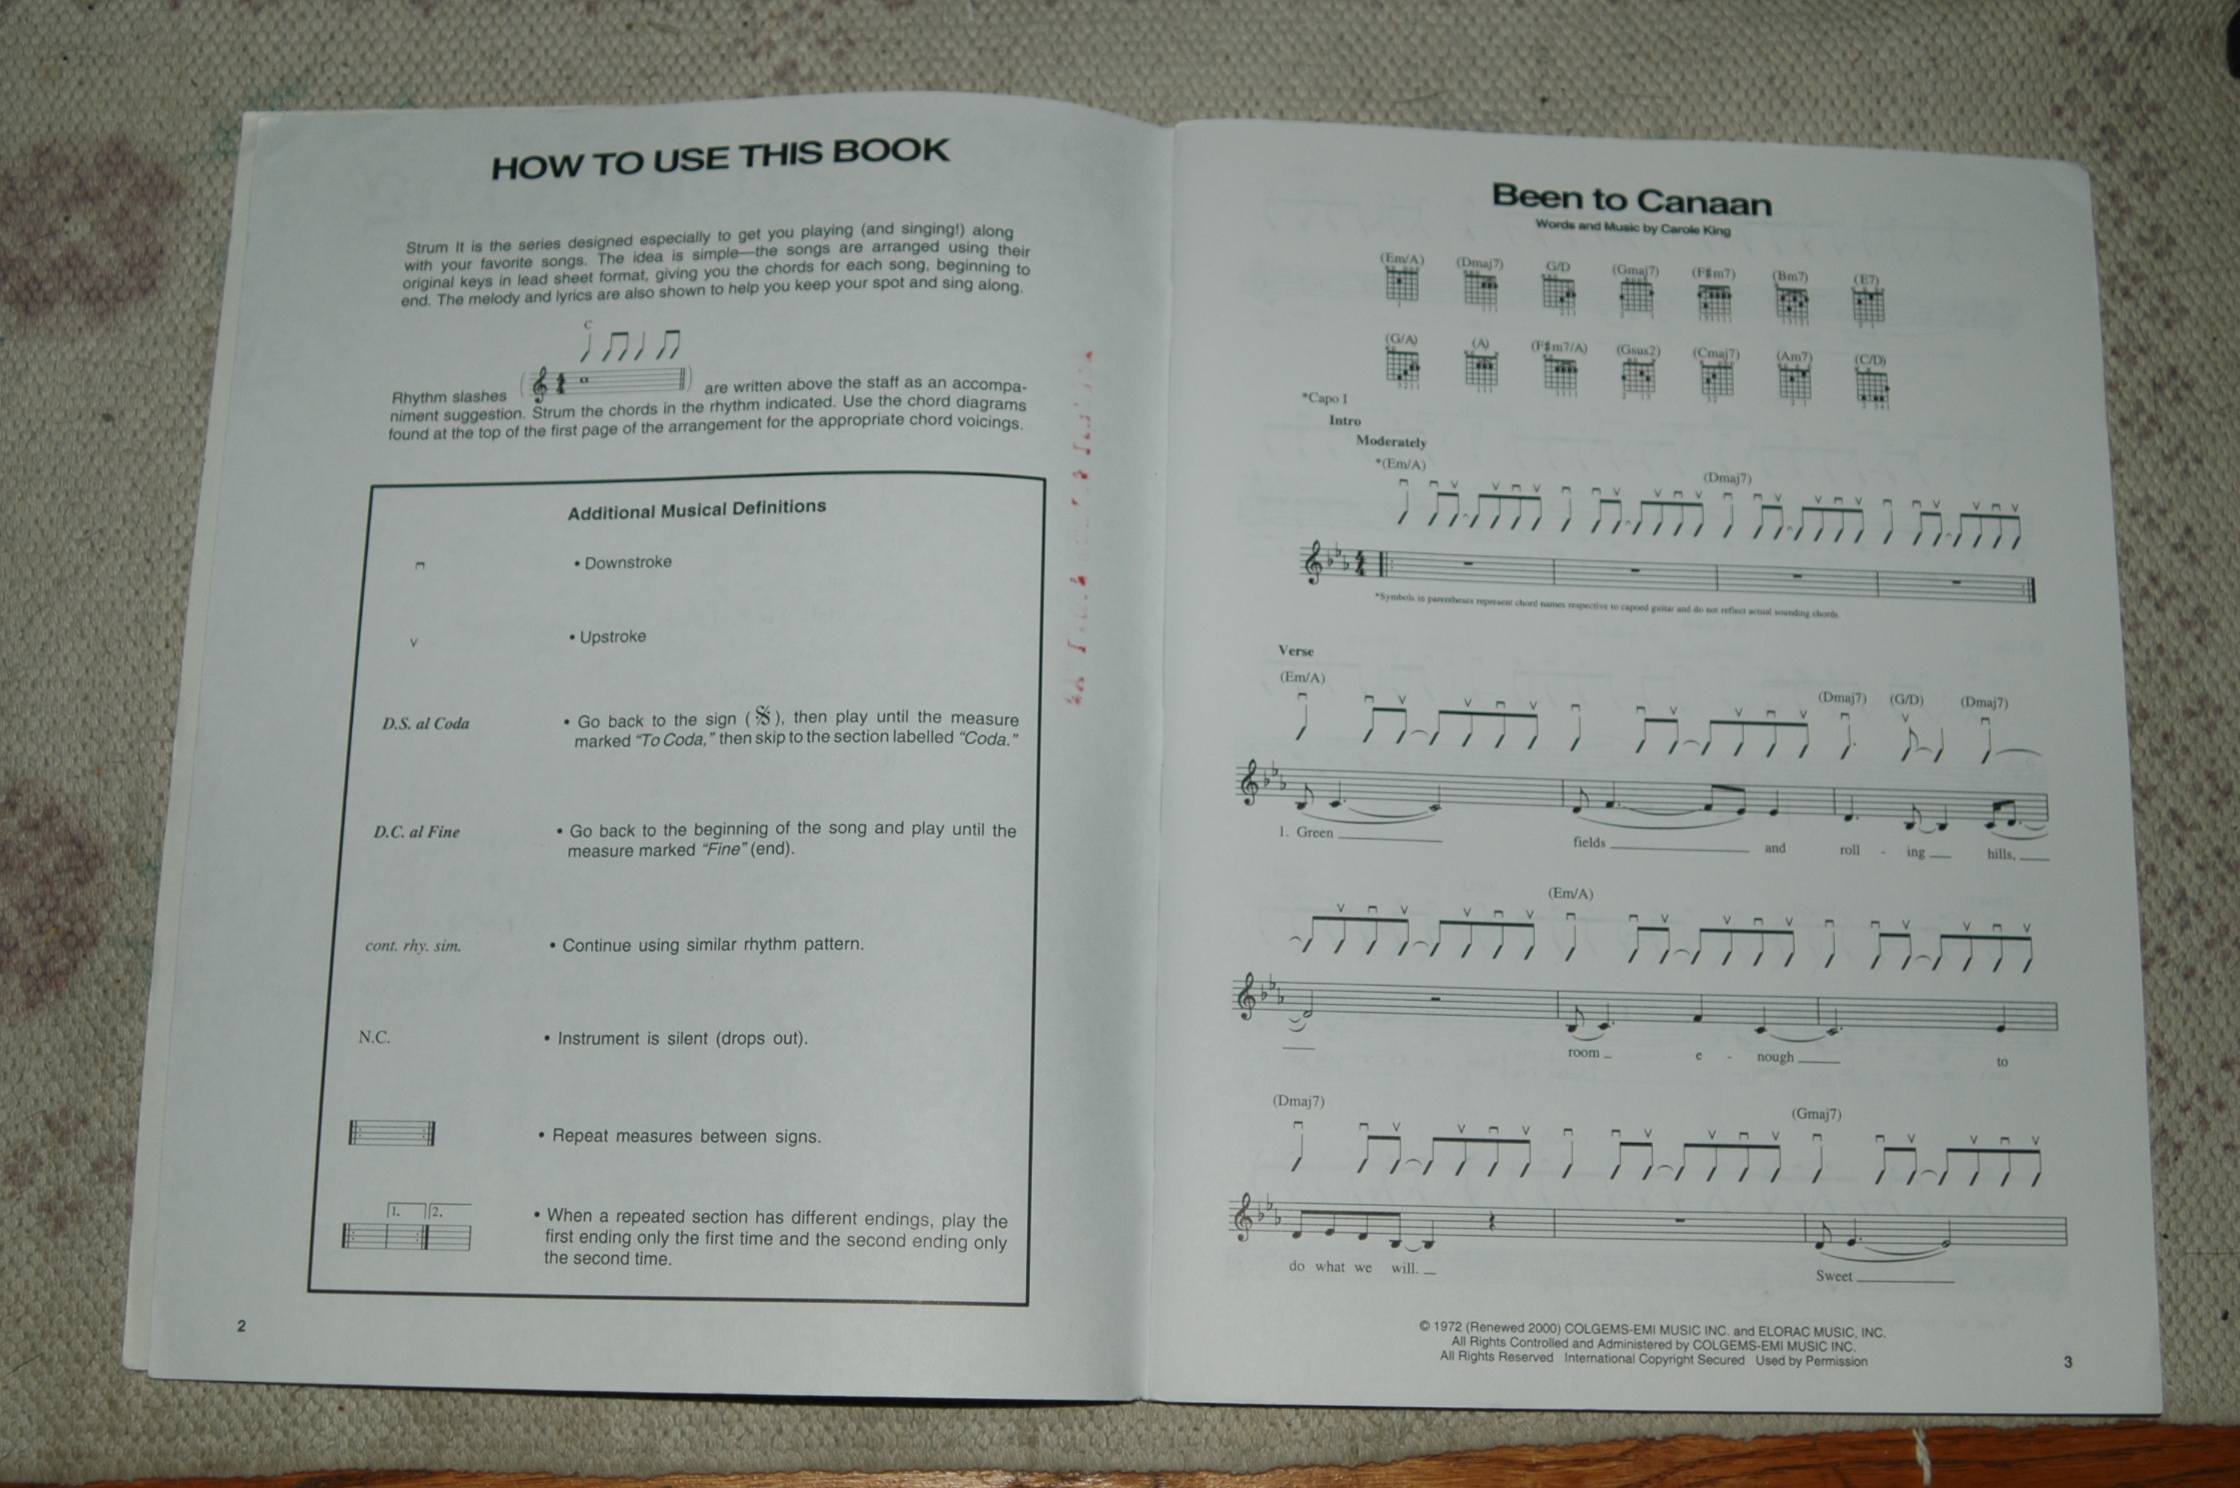 HOW TO USE THIS BOOK
Strum It is the series designed especially to get you playing (and singing!) along
with your favorite songs. The idea is simple—the songs are arranged using their
original keys in lead sheet format, giving you the chords for each song, beginning to
end. The melody and lyrics are also shown to help you keep your spot and sing along.
C
Rhythm slashes are written above the staff as an accompa-
niment suggestion. Strum the chords in the rhythm indicated. Use the chord diagrams
found at the top of the first page of the arrangement for the appropriate chord voicings.
Additional Musical Definitions
• Downstroke
• Upstroke
D.S. al Coda • Go back to the sign ( ), then play until the measure
marked “To Coda,” then skip to the section labelled “Coda.”
D.C. al Fine • Go back to the beginning of the song and play until the
measure marked “Fine” (end).
cont. rhy. sim. • Continue using similar rhythm pattern.
N.C. • Instrument is silent (drops out).
• Repeat measures between signs.
1. 2. • When a repeated section has different endings, play the
first ending only the first time and the second ending only
the second time.
2
Been to Canaan
Words and Music by Carole King
(Em/A) (Dmaj7) G/D (Gmaj7) (F#m7) (Bm7) (E7)
(G/A) (A) (F#m7/A) (Gsus2) (Cmaj7) (Am7) (C/D)
*Capo I
Intro
Moderately
*(Em/A) (Dmaj7)
*Symbols in parentheses represent chord names respective to capoed guitar and do not reflect actual sounding chords.
Verse
(Em/A) (Dmaj7) (G/D) (Dmaj7)
1. Green fields and roll - ing hills,
(Em/A)
room e - nough to
(Dmaj7) (Gmaj7)
do what we will. Sweet
© 1972 (Renewed 2000) COLGEMS-EMI MUSIC INC. and ELORAC MUSIC, INC.
All Rights Controlled and Administered by COLGEMS-EMI MUSIC INC.
All Rights Reserved International Copyright Secured Used by Permission
3